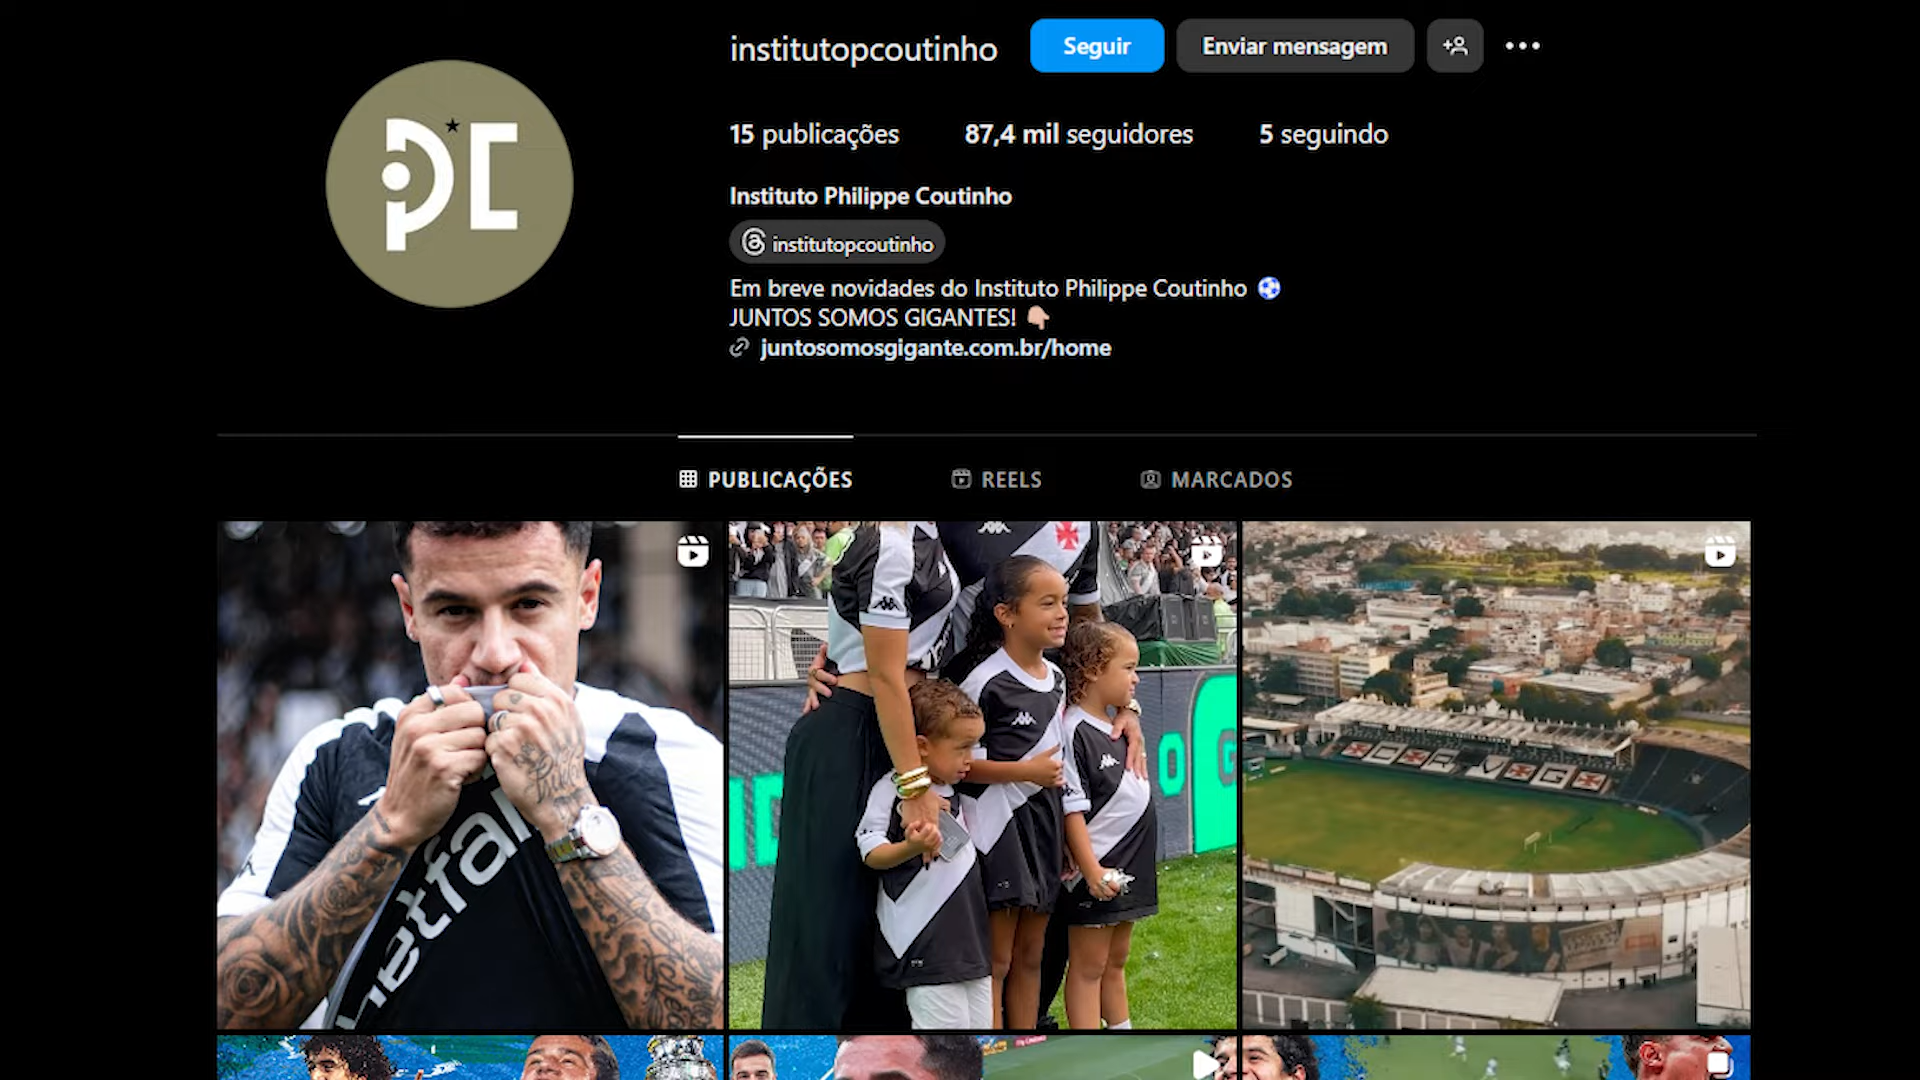 institutopcoutinho
Seguir
Enviar mensagem
15 publicações
87,4 mil seguidores
5 seguindo
Instituto Philippe Coutinho
institutopcoutinho
Em breve novidades do Instituto Philippe Coutinho
JUNTOS SOMOS GIGANTES!
juntosomosgigante.com.br/home
PUBLICAÇÕES
REELS
MARCADOS
betfair